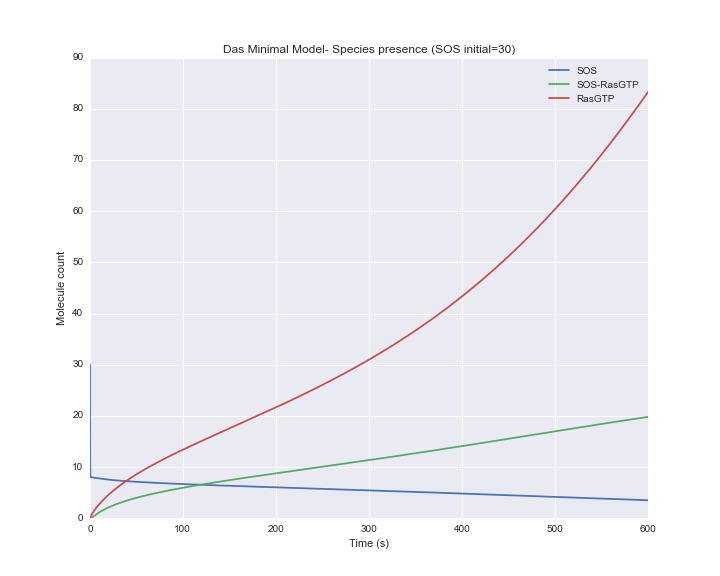 Das Minimal Model- Species presence (SOS initial=30)
90
80
70
60
50
40
30
20
10
0
Molecule count
SOS
SOS-RasGTP
RasGTP
0 100 200 300 400 500 600
Time (s)